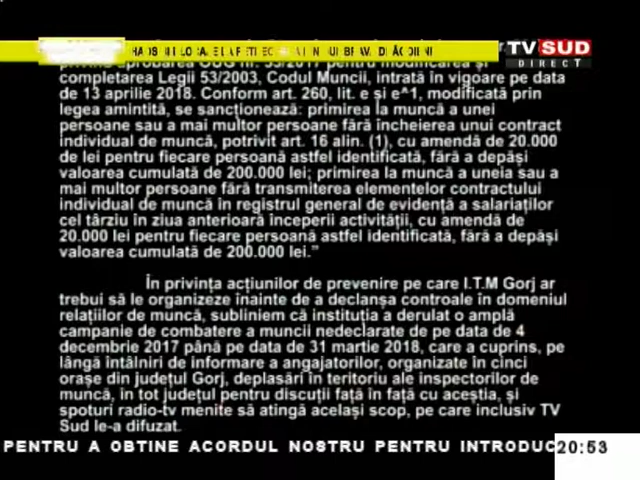 TV SUD
DIRECT
aprobarea OUG nr. 53/2017 pentru modificarea și
completarea Legii 53/2003, Codul Muncii, intrată în vigoare pe data
de 13 aprilie 2018. Conform art. 260, lit. e și e^1, modificată prin
legea amintită, se sancționează: primirea la muncă a unei
persoane sau a mai multor persoane fără încheierea unui contract
individual de muncă, potrivit art. 16 alin. (1), cu amendă de 20.000
de lei pentru fiecare persoană astfel identificată, fără a depăși
valoarea cumulată de 200.000 lei; primirea la muncă a uneia sau a
mai multor persoane fără transmiterea elementelor contractului
individual de muncă în registrul general de evidență a salariaților
cel târziu în ziua anterioară începerii activității, cu amendă de
20.000 lei pentru fiecare persoană astfel identificată, fără a depăși
valoarea cumulată de 200.000 lei."
În privința acțiunilor de prevenire pe care I.T.M Gorj ar
trebui să le organizeze înainte de a declanșa controale în domeniul
relațiilor de muncă, subliniem că instituția a derulat o amplă
campanie de combatere a muncii nedeclarate de pe data de 4
decembrie 2017 până pe data de 31 martie 2018, care a cuprins, pe
lângă întâlniri de informare a angajatorilor, organizate în cinci
orașe din județul Gorj, deplasări în teritoriu ale inspectorilor de
muncă, în tot județul pentru discuții față în față cu aceștia, și
spoturi radio-tv menite să atingă același scop, pe care inclusiv TV
Sud le-a difuzat.
PENTRU A OBTINE ACORDUL NOSTRU PENTRU INTRODUC
20:53